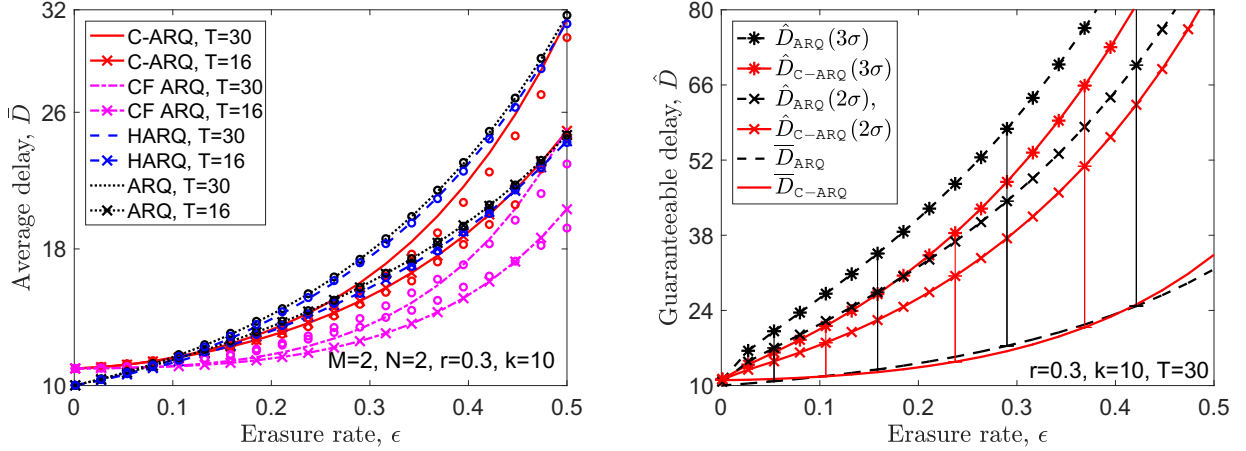 32
26
18
10
0
0.1
0.2
0.3
0.4
0.5
Average delay, D̄
Erasure rate, ϵ
C-ARQ, T=30
C-ARQ, T=16
CF ARQ, T=30
CF ARQ, T=16
HARQ, T=30
HARQ, T=16
ARQ, T=30
ARQ, T=16
M=2, N=2, r=0.3, k=10
80
66
52
38
24
10
0
0.1
0.2
0.3
0.4
0.5
Guaranteeable delay, D̂
Erasure rate, ϵ
D̂ARQ(3σ)
D̂C−ARQ(3σ)
D̂ARQ(2σ),
D̂C−ARQ(2σ)
D̅ARQ
D̅C−ARQ
r=0.3, k=10, T=30